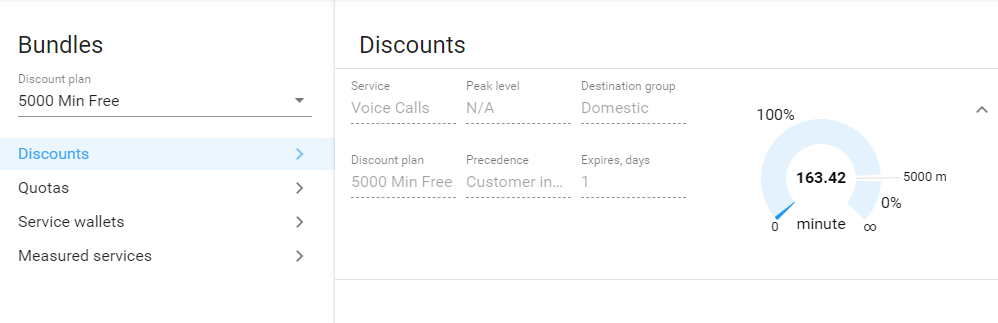 Bundles
Discount plan
5000 Min Free
Discounts
Quotas
Service wallets
Measured services
Discounts
Service Peak level Destination group
Voice Calls N/A Domestic
Discount plan Precedence Expires, days
5000 Min Free Customer in... 1
100%
163.42
5000 m
0%
0 minute ∞